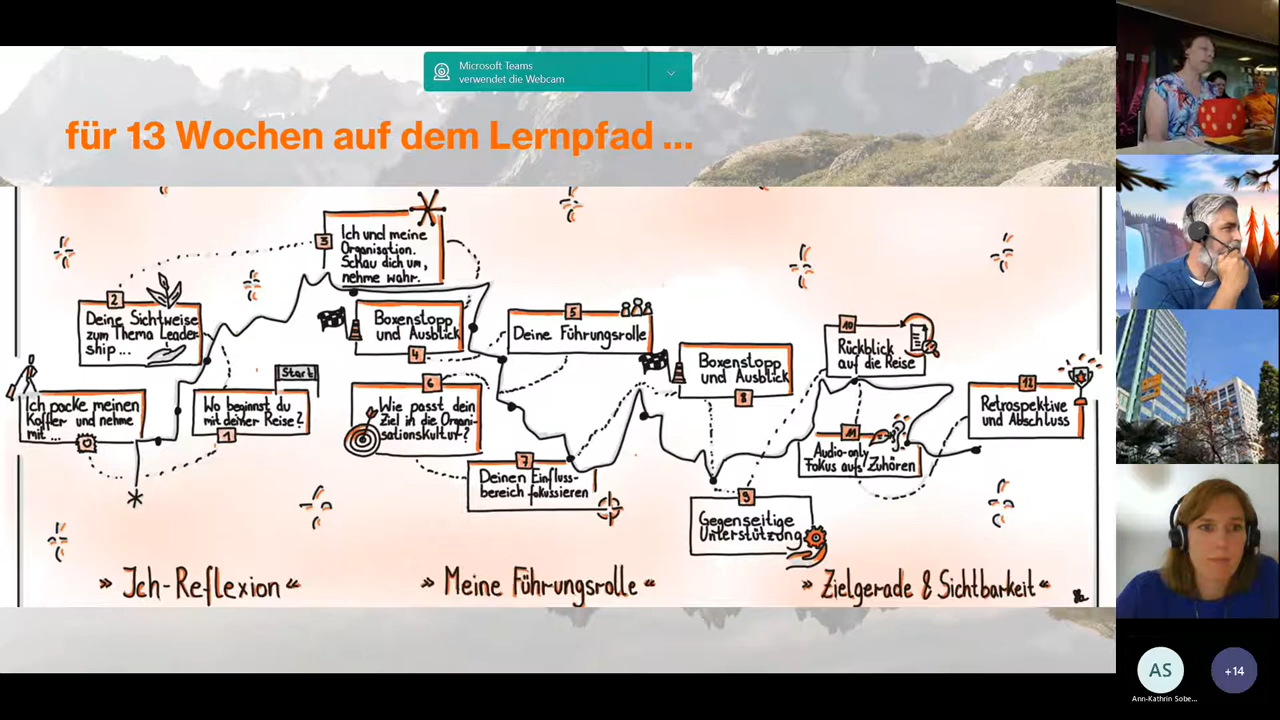 Microsoft Teams
verwendet die Webcam
für 13 Wochen auf dem Lernpfad ...
3
Ich und meine
Organisation.
Schau dich um,
nehme wahr.
2
Deine Sichtweise
zum Thema Leader-
ship ...
Boxenstopp
und Ausblick
4
5
Deine Führungsrolle
10
Rückblick
auf die Reise
Boxenstopp
und Ausblick
8
Start
Ich packe meinen
Koffer und nehme
mit ...
Wo beginnst du
mit deiner Reise?
1
6
Wie passt dein
Ziel in die Organi-
sationskultur?
12
Retrospektive
und Abschluss
11
Audio-only
Fokus aufs Zuhören
7
Deinen Einfluss-
bereich fokussieren
9
Gegenseitige
Unterstützung
» Ich-Reflexion «
» Meine Führungsrolle «
» Zielgerade & Sichtbarkeit «
AS
+14
Ann-Kathrin Sobe...